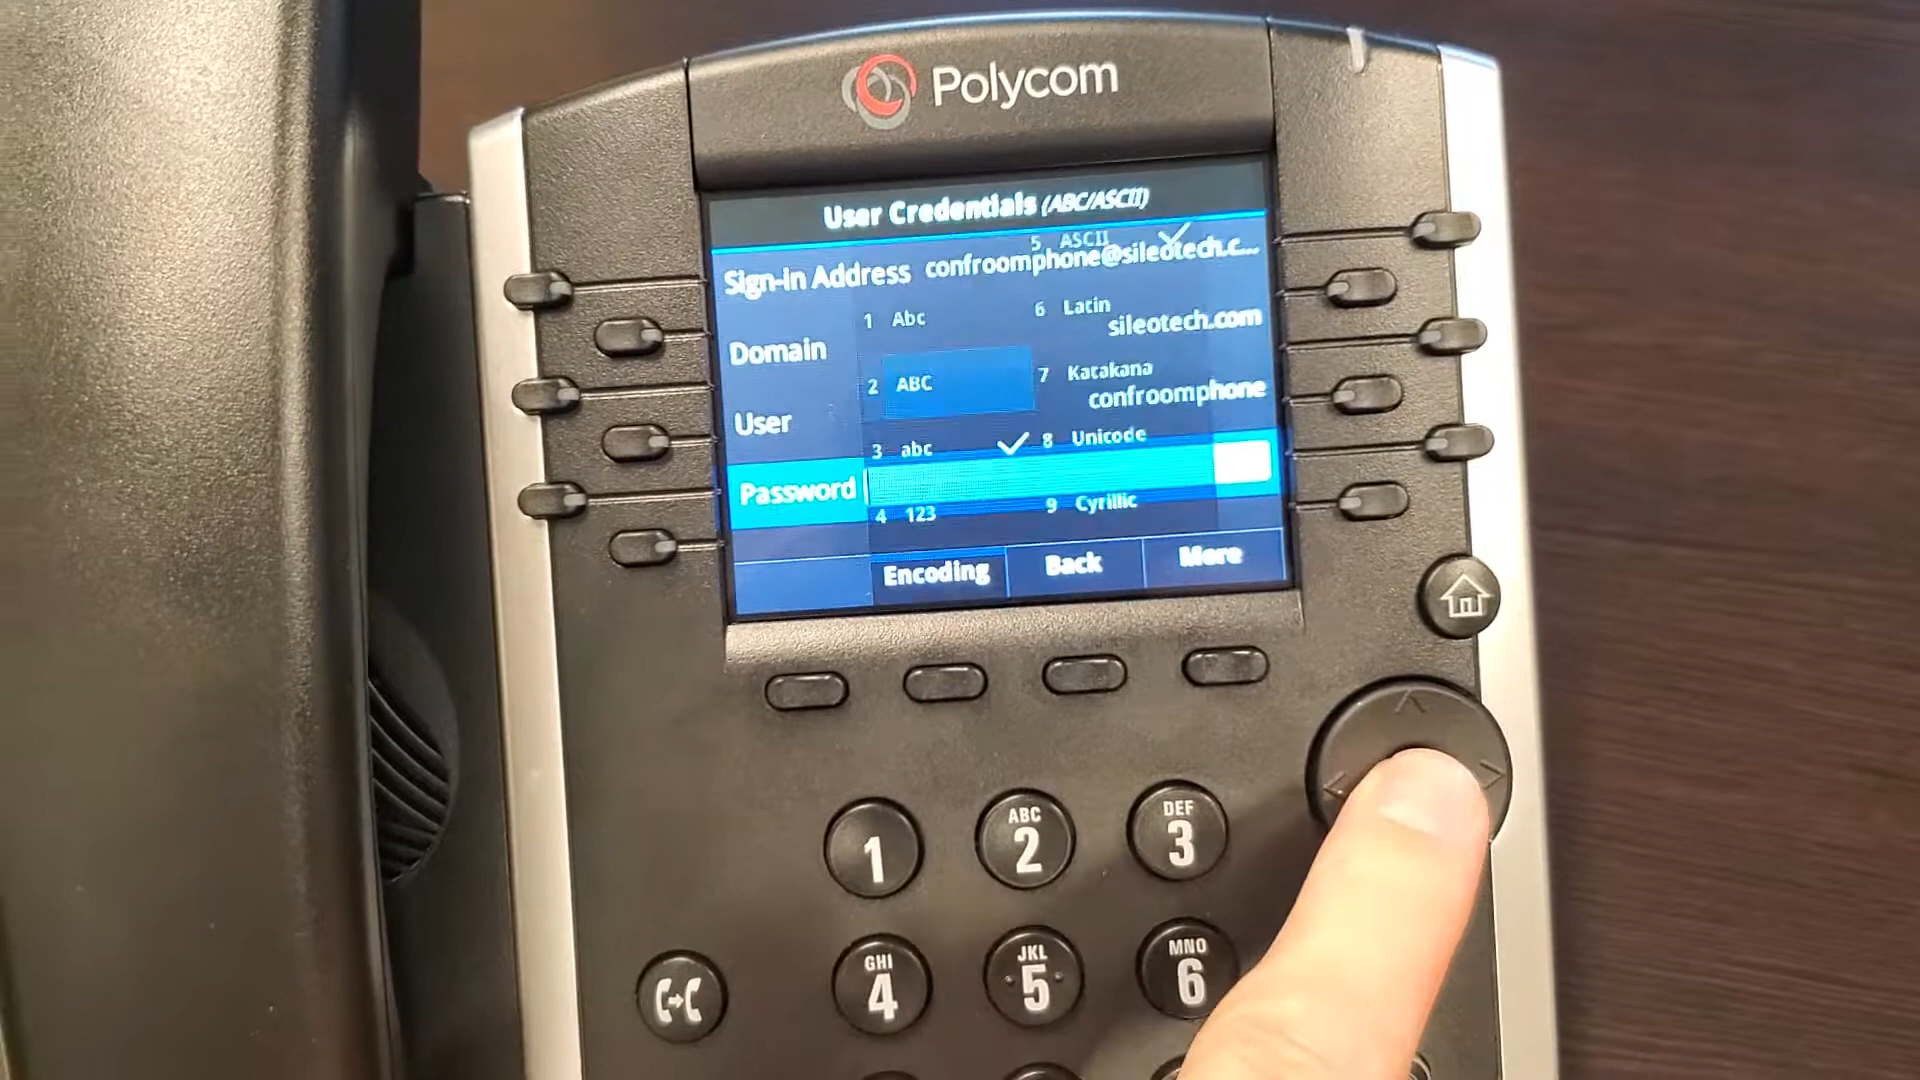 Polycom
User Credentials (ABC/ASCII)
5 ASCII
Sign-in Address confroomphone@sileotech.c...
1 Abc 6 Latin
sileotech.com
Domain
2 ABC 7 Katakana
confroomphone
User
3 abc 8 Unicode
Password
4 123 9 Cyrillic
Encoding Back More
1
ABC
2
DEF
3
GHI
4
JKL
5
MNO
6